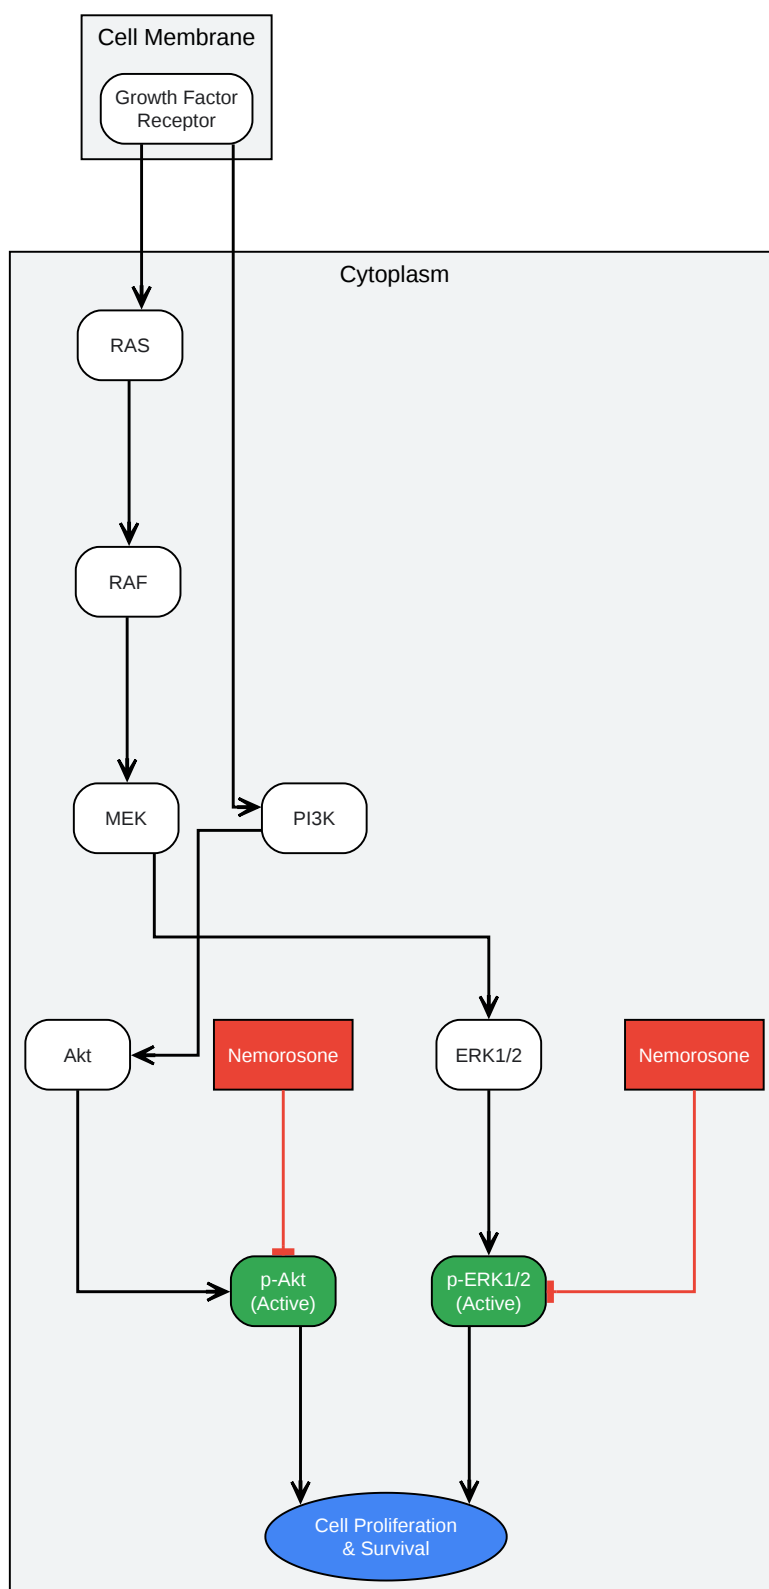 Cell Membrane
Growth Factor
Receptor
Cytoplasm
RAS
RAF
MEK
PI3K
Akt
Nemorosone
ERK1/2
Nemorosone
p-Akt
(Active)
p-ERK1/2
(Active)
Cell Proliferation
& Survival